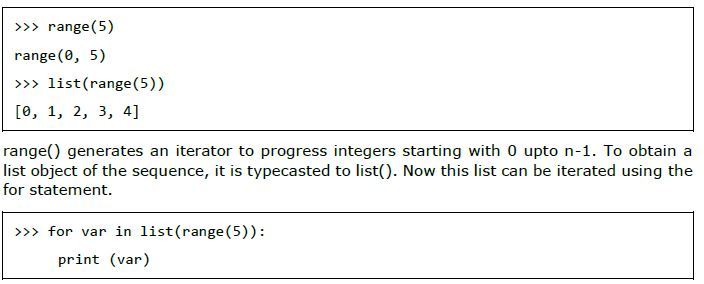 >>> range(5)
range(0, 5)
>>> list(range(5))
[0, 1, 2, 3, 4]
range() generates an iterator to progress integers starting with 0 upto n-1. To obtain a
list object of the sequence, it is typecasted to list(). Now this list can be iterated using the
for statement.
>>> for var in list(range(5)):
print (var)